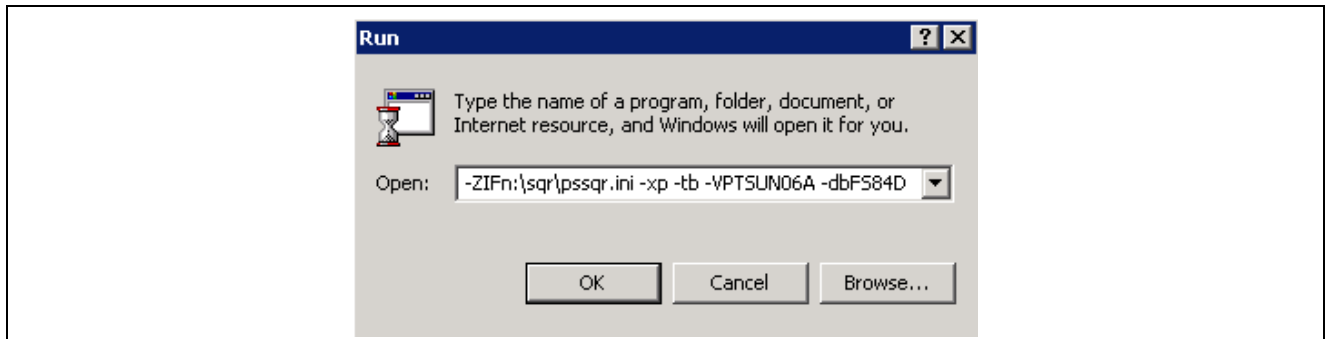 Run
Type the name of a program, folder, document, or
Internet resource, and Windows will open it for you.
Open: -ZIFn:\sqr\pssqr.ini -xp -tb -VPTSUN06A -dbFS84D
OK Cancel Browse...